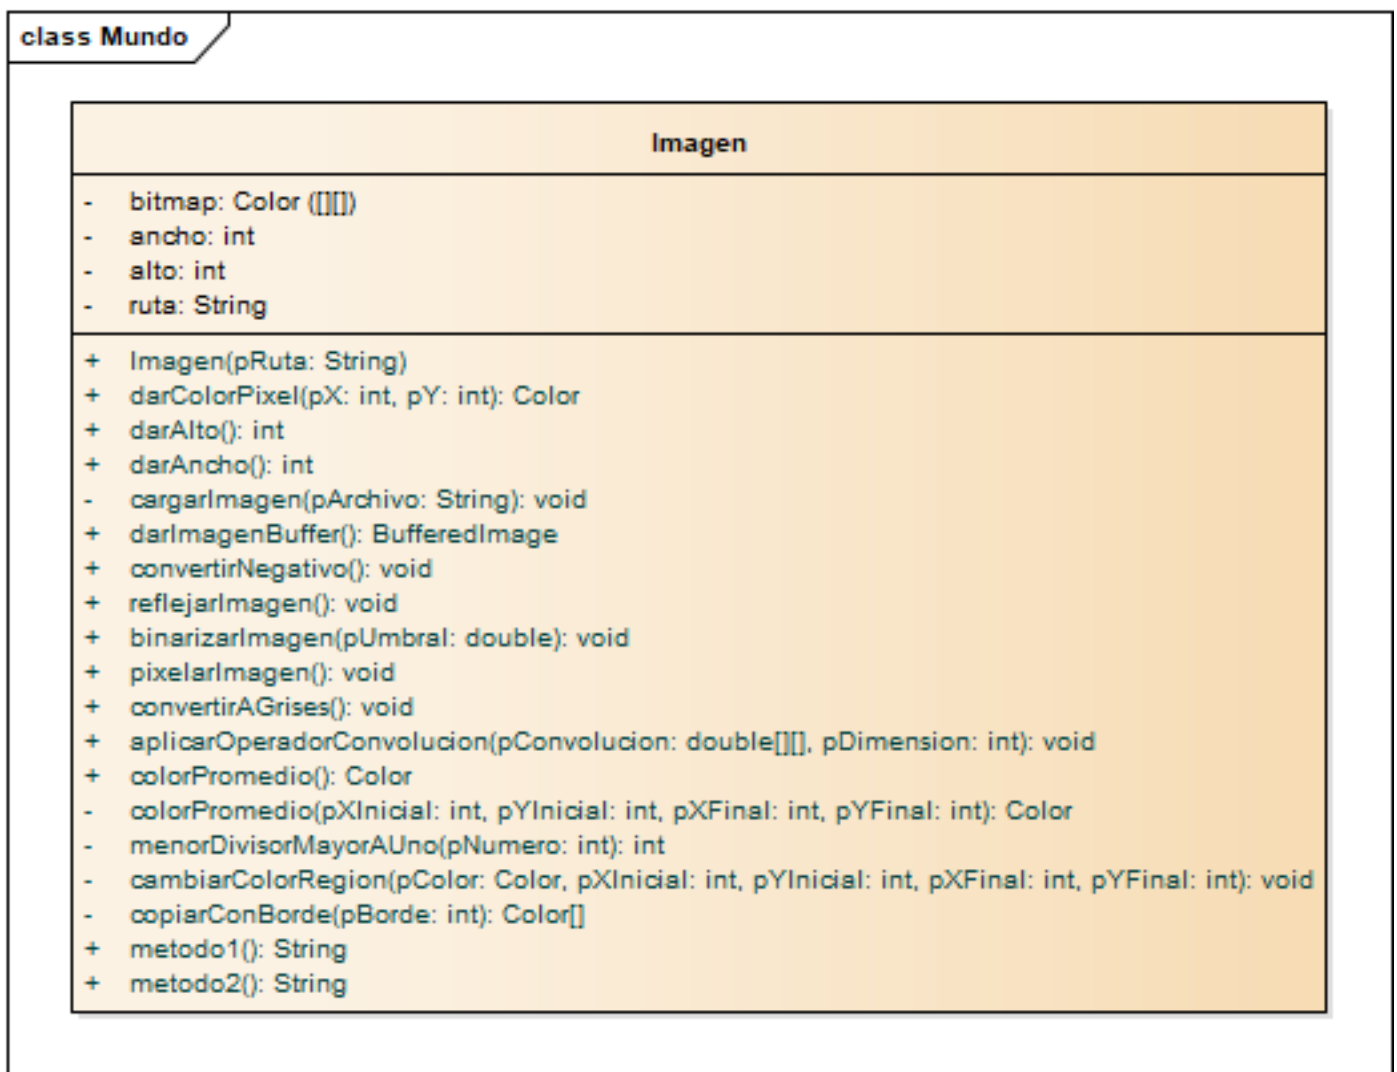 class Mundo
Imagen
- bitmap: Color ([][])
- ancho: int
- alto: int
- ruta: String
+ Imagen(pRuta: String)
+ darColorPixel(pX: int, pY: int): Color
+ darAlto(): int
+ darAncho(): int
- cargarImagen(pArchivo: String): void
+ darImagenBuffer(): BufferedImage
+ convertirNegativo(): void
+ reflejarImagen(): void
+ binarizarImagen(pUmbral: double): void
+ pixelarImagen(): void
+ convertirAGrises(): void
+ aplicarOperadorConvolucion(pConvolucion: double[][], pDimension: int): void
+ colorPromedio(): Color
- colorPromedio(pXInicial: int, pYInicial: int, pXFinal: int, pYFinal: int): Color
- menorDivisorMayorAUno(pNumero: int): int
- cambiarColorRegion(pColor: Color, pXInicial: int, pYInicial: int, pXFinal: int, pYFinal: int): void
- copiarConBorde(pBorde: int): Color[]
+ metodo1(): String
+ metodo2(): String